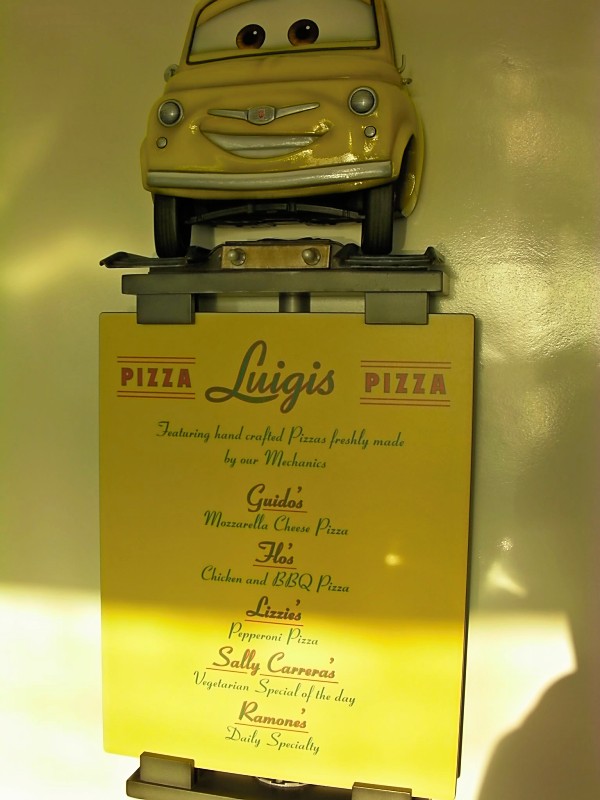 PIZZA Luigis PIZZA
Featuring hand crafted Pizzas freshly made
by our Mechanics
Guido's
Mozzarella Cheese Pizza
Flo's
Chicken and BBQ Pizza
Lizzie's
Pepperoni Pizza
Sally Carrera's
Vegetarian Special of the day
Ramone's
Daily Specialty